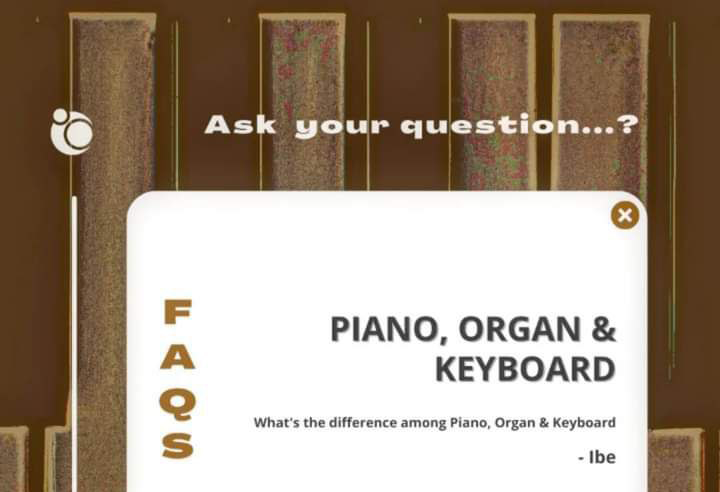 Ask your question...?
FAQS
PIANO, ORGAN &
KEYBOARD
What's the difference among Piano, Organ & Keyboard
- Ibe